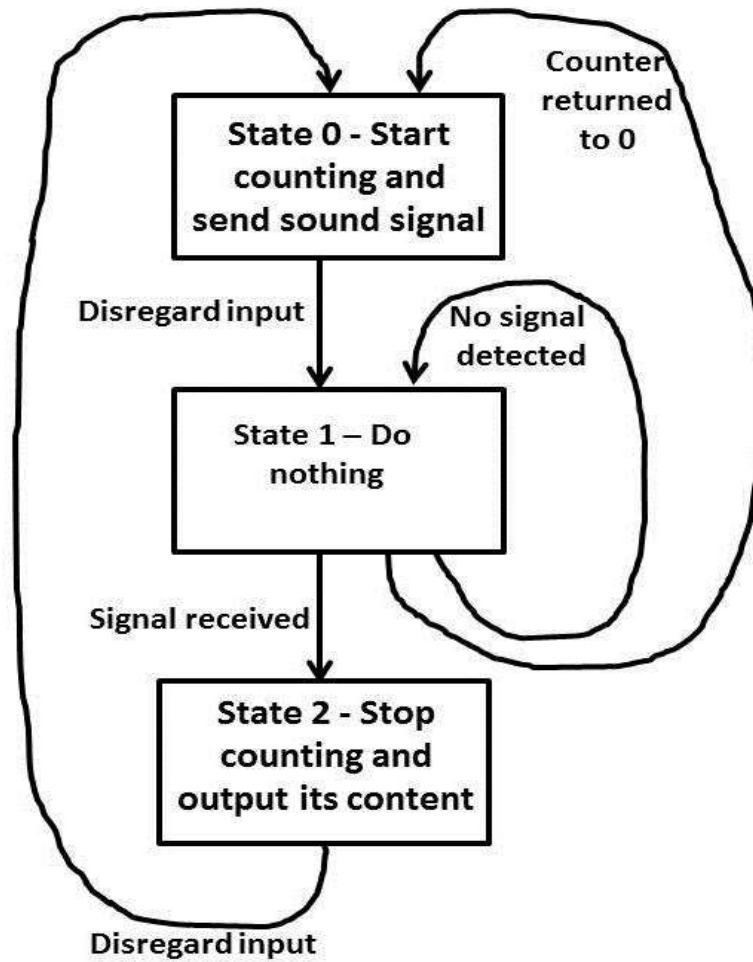 Counter
returned
to 0
State 0 - Start
counting and
send sound signal
Disregard input
No signal
detected
State 1 – Do
nothing
Signal received
State 2 - Stop
counting and
output its content
Disregard input